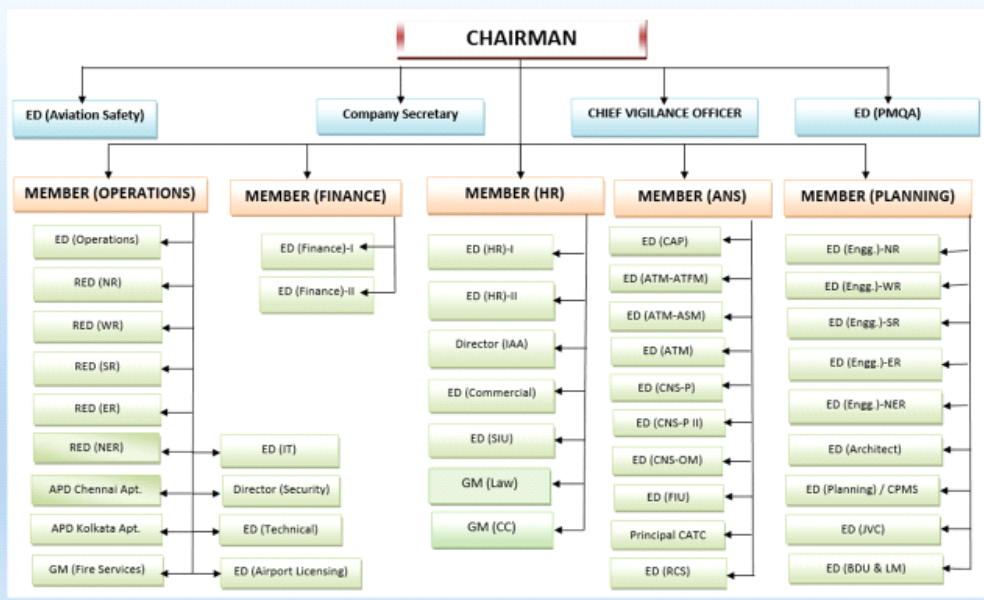 CHAIRMAN
ED (Aviation Safety)
Company Secretary
CHIEF VIGILANCE OFFICER
ED (PMQA)
MEMBER (OPERATIONS)
ED (Operations)
RED (NR)
RED (WR)
RED (SR)
RED (ER)
RED (NER)
APD Chennai Apt.
APD Kolkata Apt.
GM (Fire Services)
ED (IT)
Director (Security)
ED (Technical)
ED (Airport Licensing)
MEMBER (FINANCE)
ED (Finance)-I
ED (Finance)-II
MEMBER (HR)
ED (HR)-I
ED (HR)-II
Director (IAA)
ED (Commercial)
ED (SIU)
GM (Law)
GM (CC)
MEMBER (ANS)
ED (CAP)
ED (ATM-ATFM)
ED (ATM-ASM)
ED (ATM)
ED (CNS-P)
ED (CNS-P II)
ED (CNS-OM)
ED (FIU)
Principal CATC
ED (RCS)
MEMBER (PLANNING)
ED (Engg.)-NR
ED (Engg.)-WR
ED (Engg.)-SR
ED (Engg.)-ER
ED (Engg.)-NER
ED (Architect)
ED (Planning) / CPMS
ED (JVC)
ED (BDU & LM)